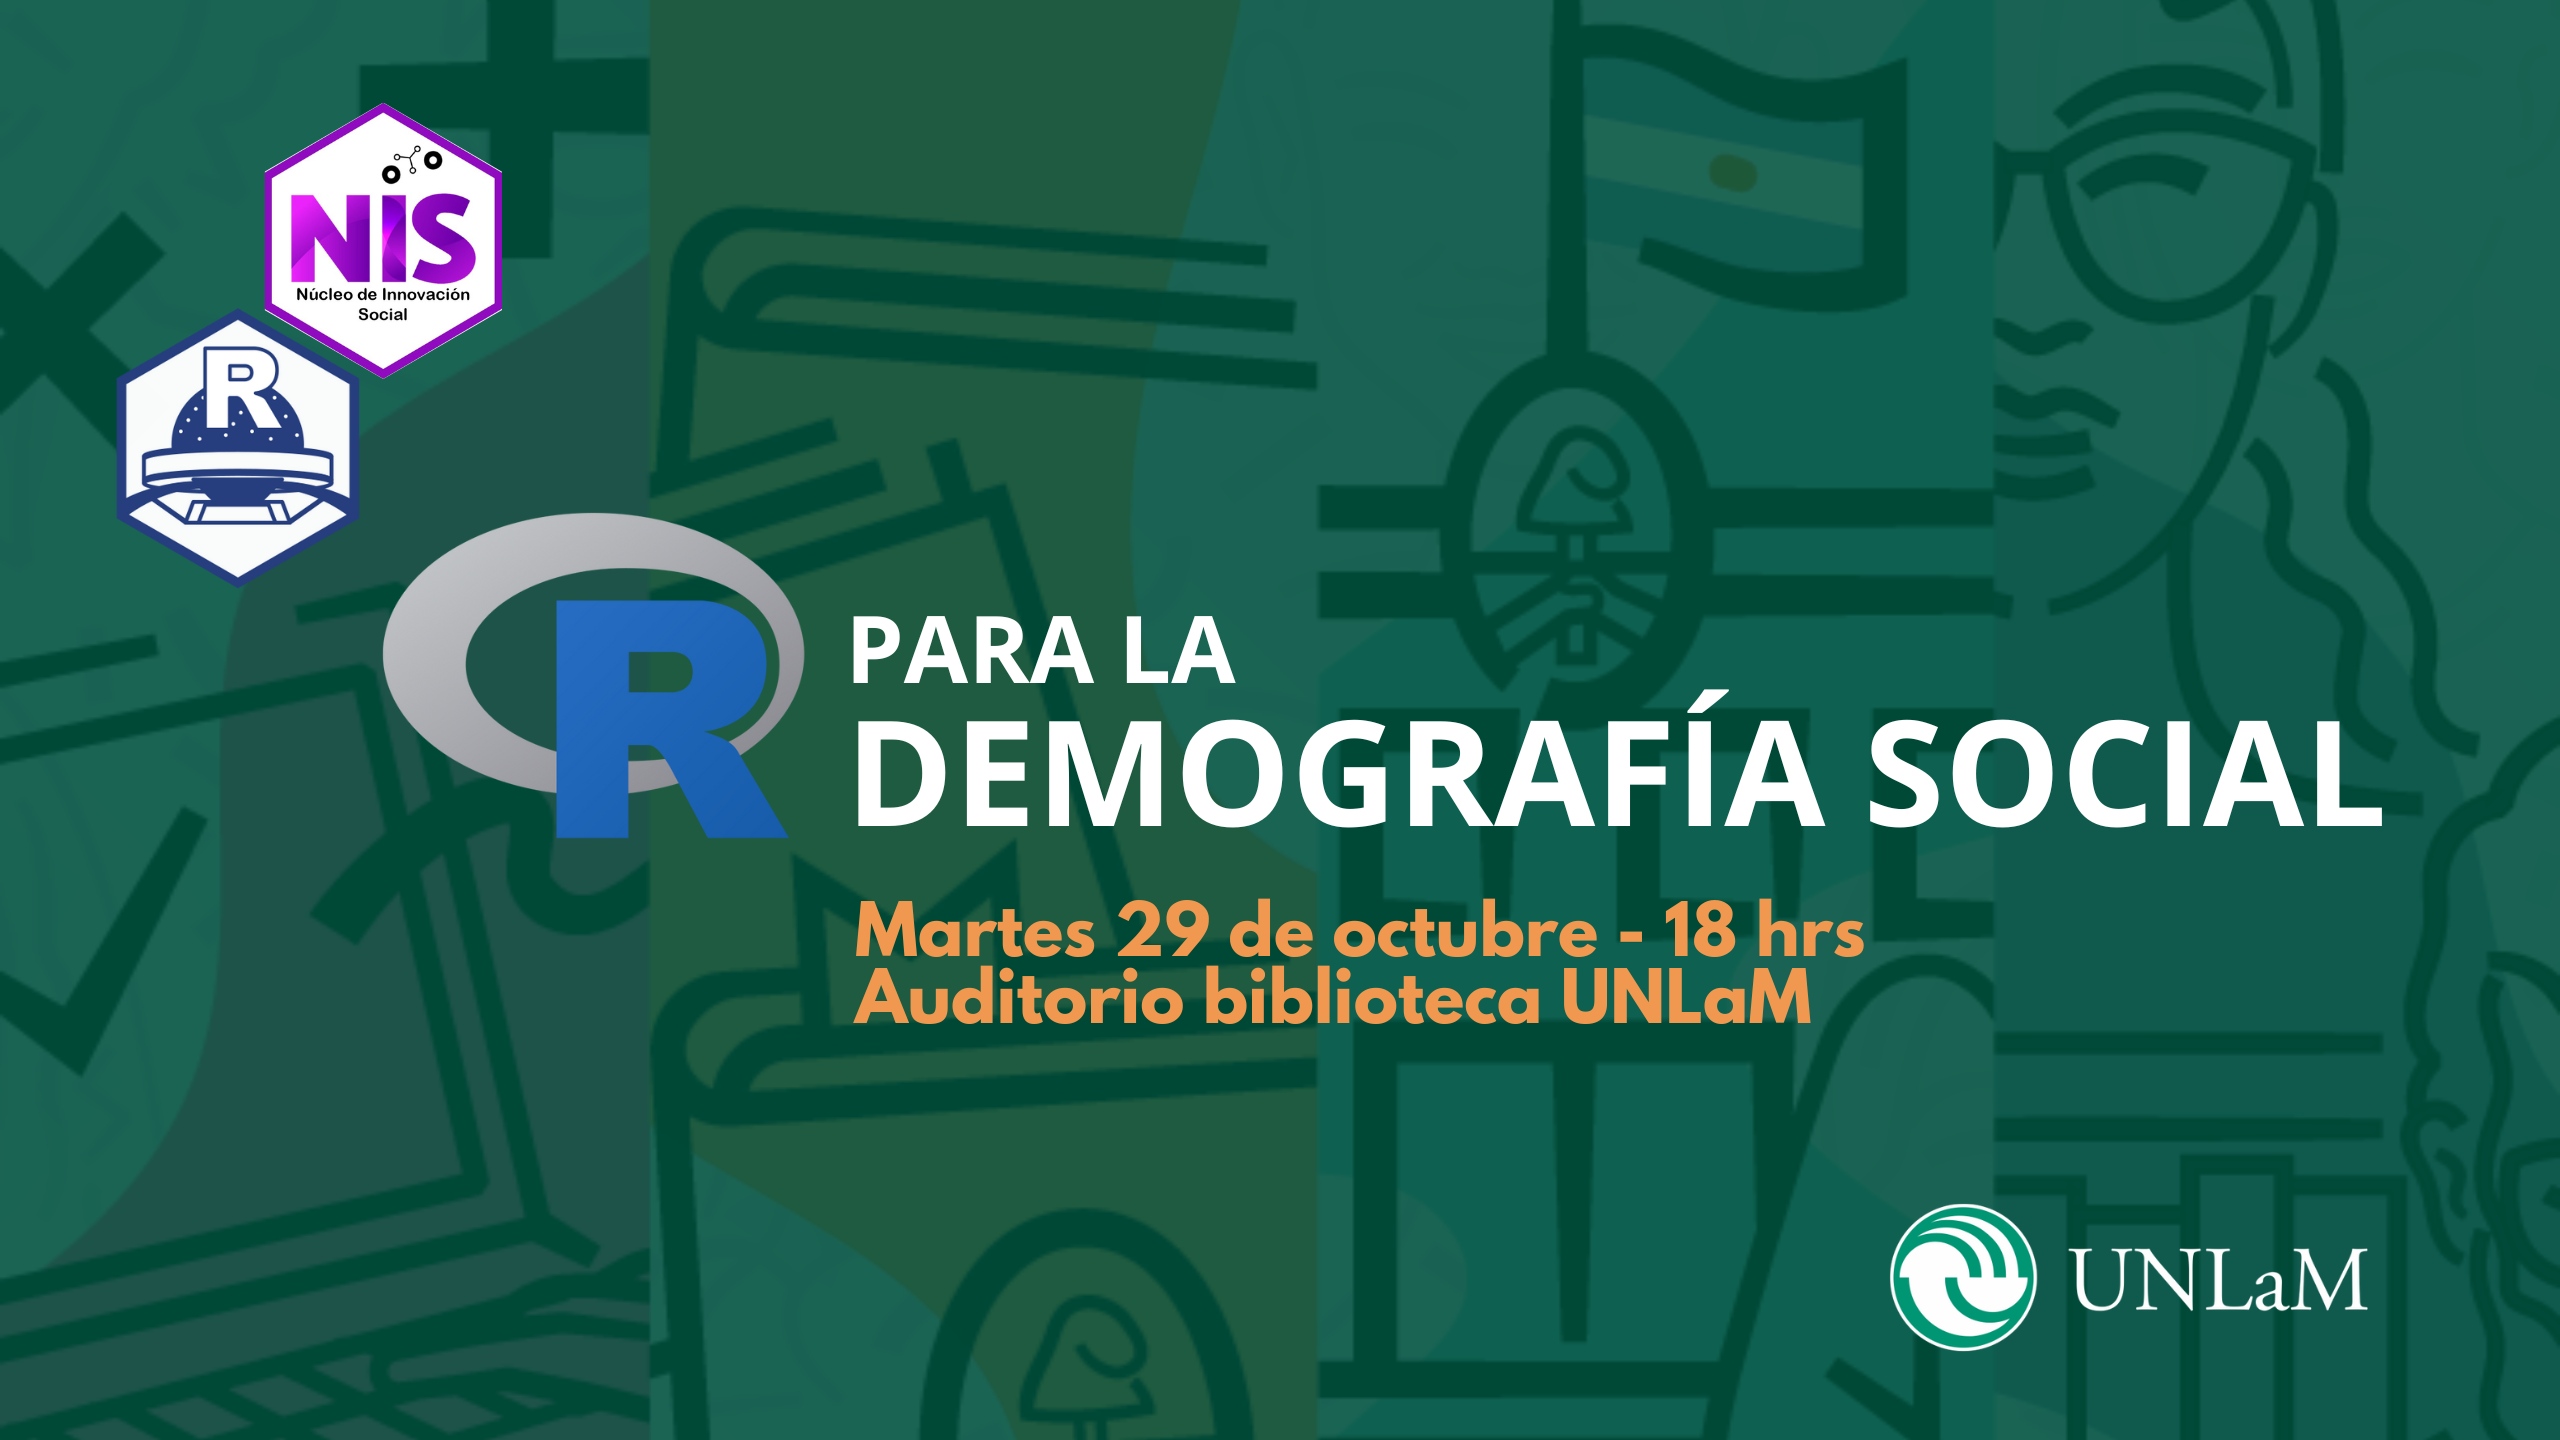 NIS
Núcleo de Innovación
Social
R
R
PARA LA
DEMOGRAFÍA SOCIAL
Martes 29 de octubre - 18 hrs
Auditorio biblioteca UNLaM
UNLaM